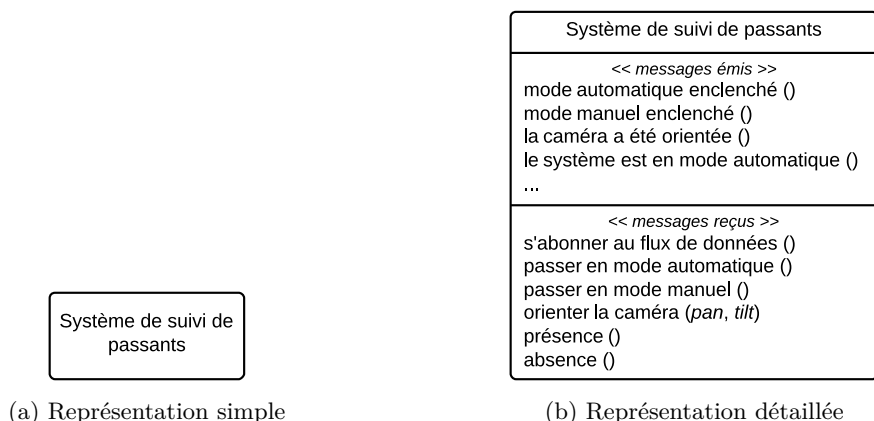 Système de suivi de
passants
(a) Représentation simple
Système de suivi de passants
<< messages émis >>
mode automatique enclenché ()
mode manuel enclenché ()
la caméra a été orientée ()
le système est en mode automatique ()
...
<< messages reçus >>
s'abonner au flux de données ()
passer en mode automatique ()
passer en mode manuel ()
orienter la caméra (pan, tilt)
présence ()
absence ()
(b) Représentation détaillée